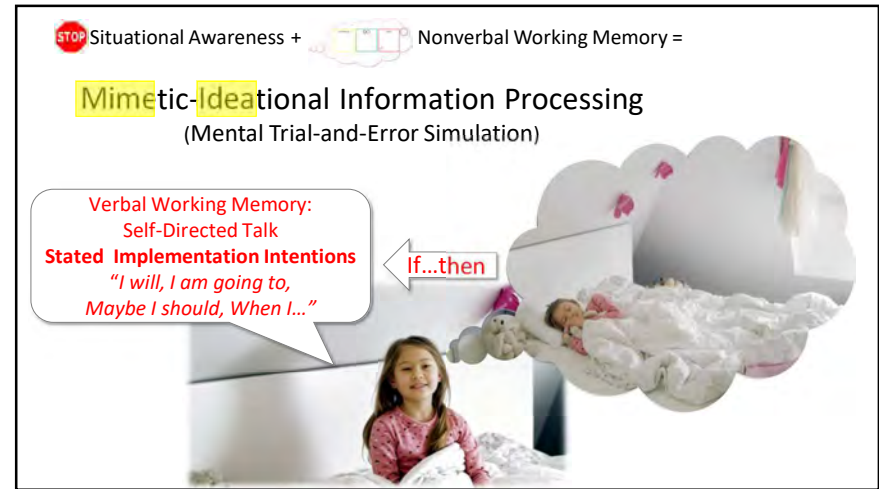 STOP Situational Awareness + Nonverbal Working Memory =
Mimetic-Ideational Information Processing
(Mental Trial-and-Error Simulation)
Verbal Working Memory:
Self-Directed Talk
Stated Implementation Intentions
"I will, I am going to,
Maybe I should, When I..."
If...then